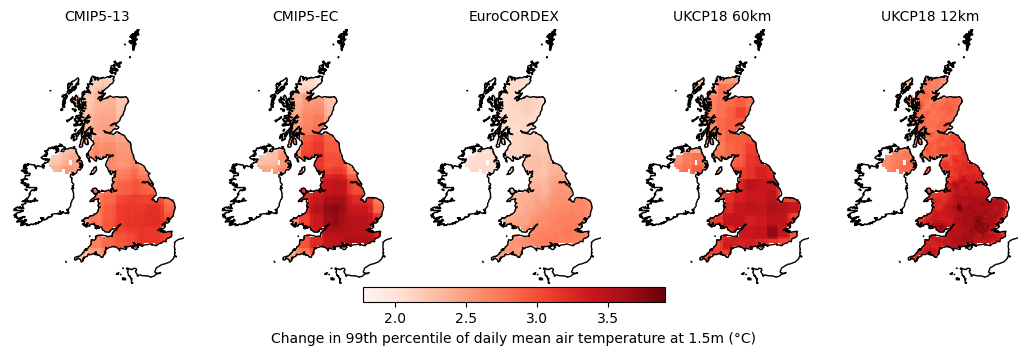 CMIP5-13 CMIP5-EC EuroCORDEX UKCP18 60km UKCP18 12km
2.0 2.5 3.0 3.5
Change in 99th percentile of daily mean air temperature at 1.5m (°C)